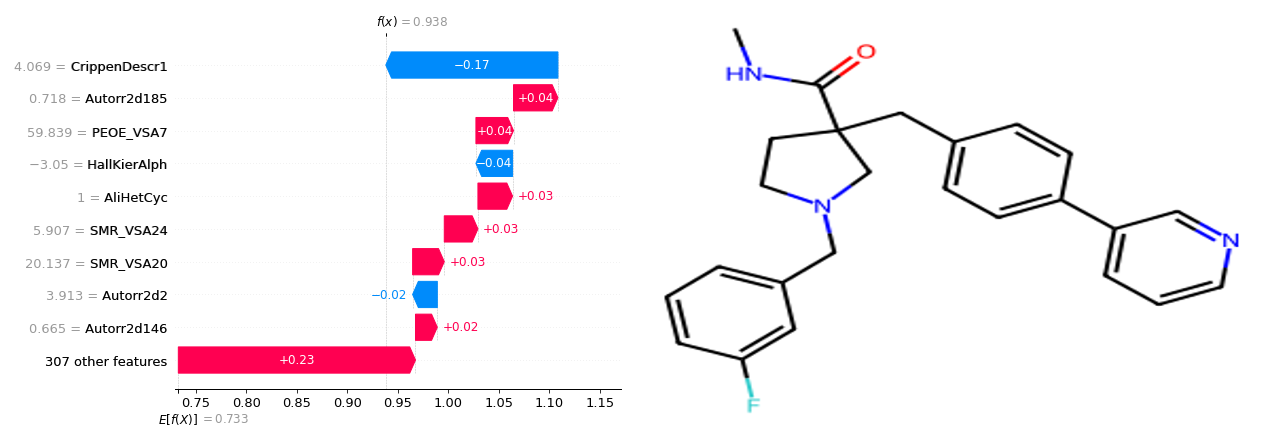 f(x) = 0.938
4.069 = CrippenDescr1
−0.17
0.718 = Autorr2d185
+0.04
59.839 = PEOE_VSA7
+0.04
−3.05 = HallKierAlph
−0.04
1 = AliHetCyc
+0.03
5.907 = SMR_VSA24
+0.03
20.137 = SMR_VSA20
+0.03
3.913 = Autorr2d2
−0.02
0.665 = Autorr2d146
+0.02
307 other features
+0.23
0.75 0.80 0.85 0.90 0.95 1.00 1.05 1.10 1.15
E[f(X)] = 0.733
O
HN
N
N
F